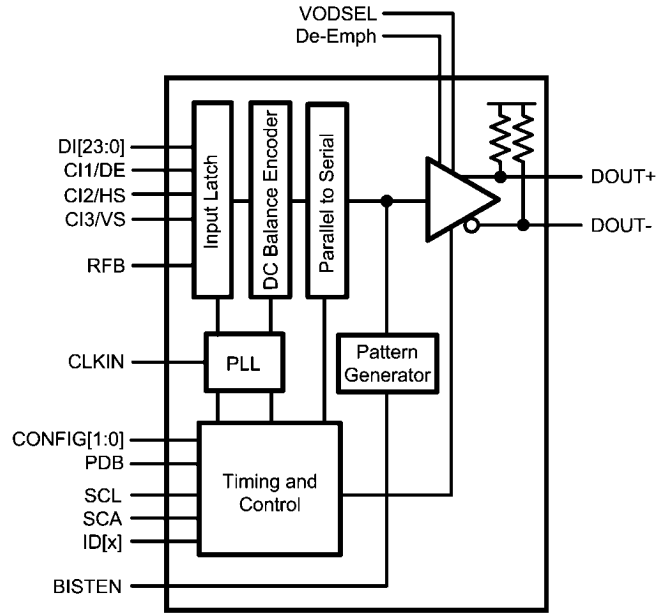 VODSEL
De-Emph
DI[23:0]
CI1/DE
CI2/HS
CI3/VS
RFB
Input Latch
DC Balance Encoder
Parallel to Serial
DOUT+
DOUT-
CLKIN
PLL
Pattern
Generator
CONFIG[1:0]
PDB
SCL
SCA
ID[x]
Timing and
Control
BISTEN